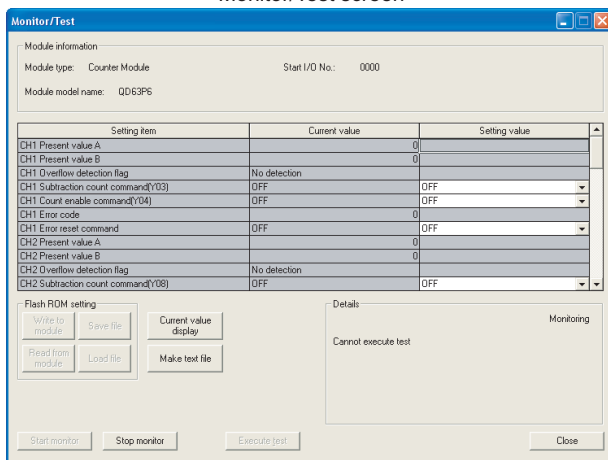 Monitor/Test screen
Monitor/Test
Module information
Module type: Counter Module Start I/O No.: 0000
Module model name: QD63P6
Setting item Current value Setting value
CH1 Present value A 0
CH1 Present value B 0
CH1 Overflow detection flag No detection
CH1 Subtraction count command(Y03) OFF OFF
CH1 Count enable command(Y04) OFF OFF
CH1 Error code 0
CH1 Error reset command OFF OFF
CH2 Present value A 0
CH2 Present value B 0
CH2 Overflow detection flag No detection
CH2 Subtraction count command(Y08) OFF OFF
Flash ROM setting
Write to
module
Save file
Current value
display
Read from
module
Load file
Make text file
Details
Monitoring
Cannot execute test
Start monitor Stop monitor Execute test Close